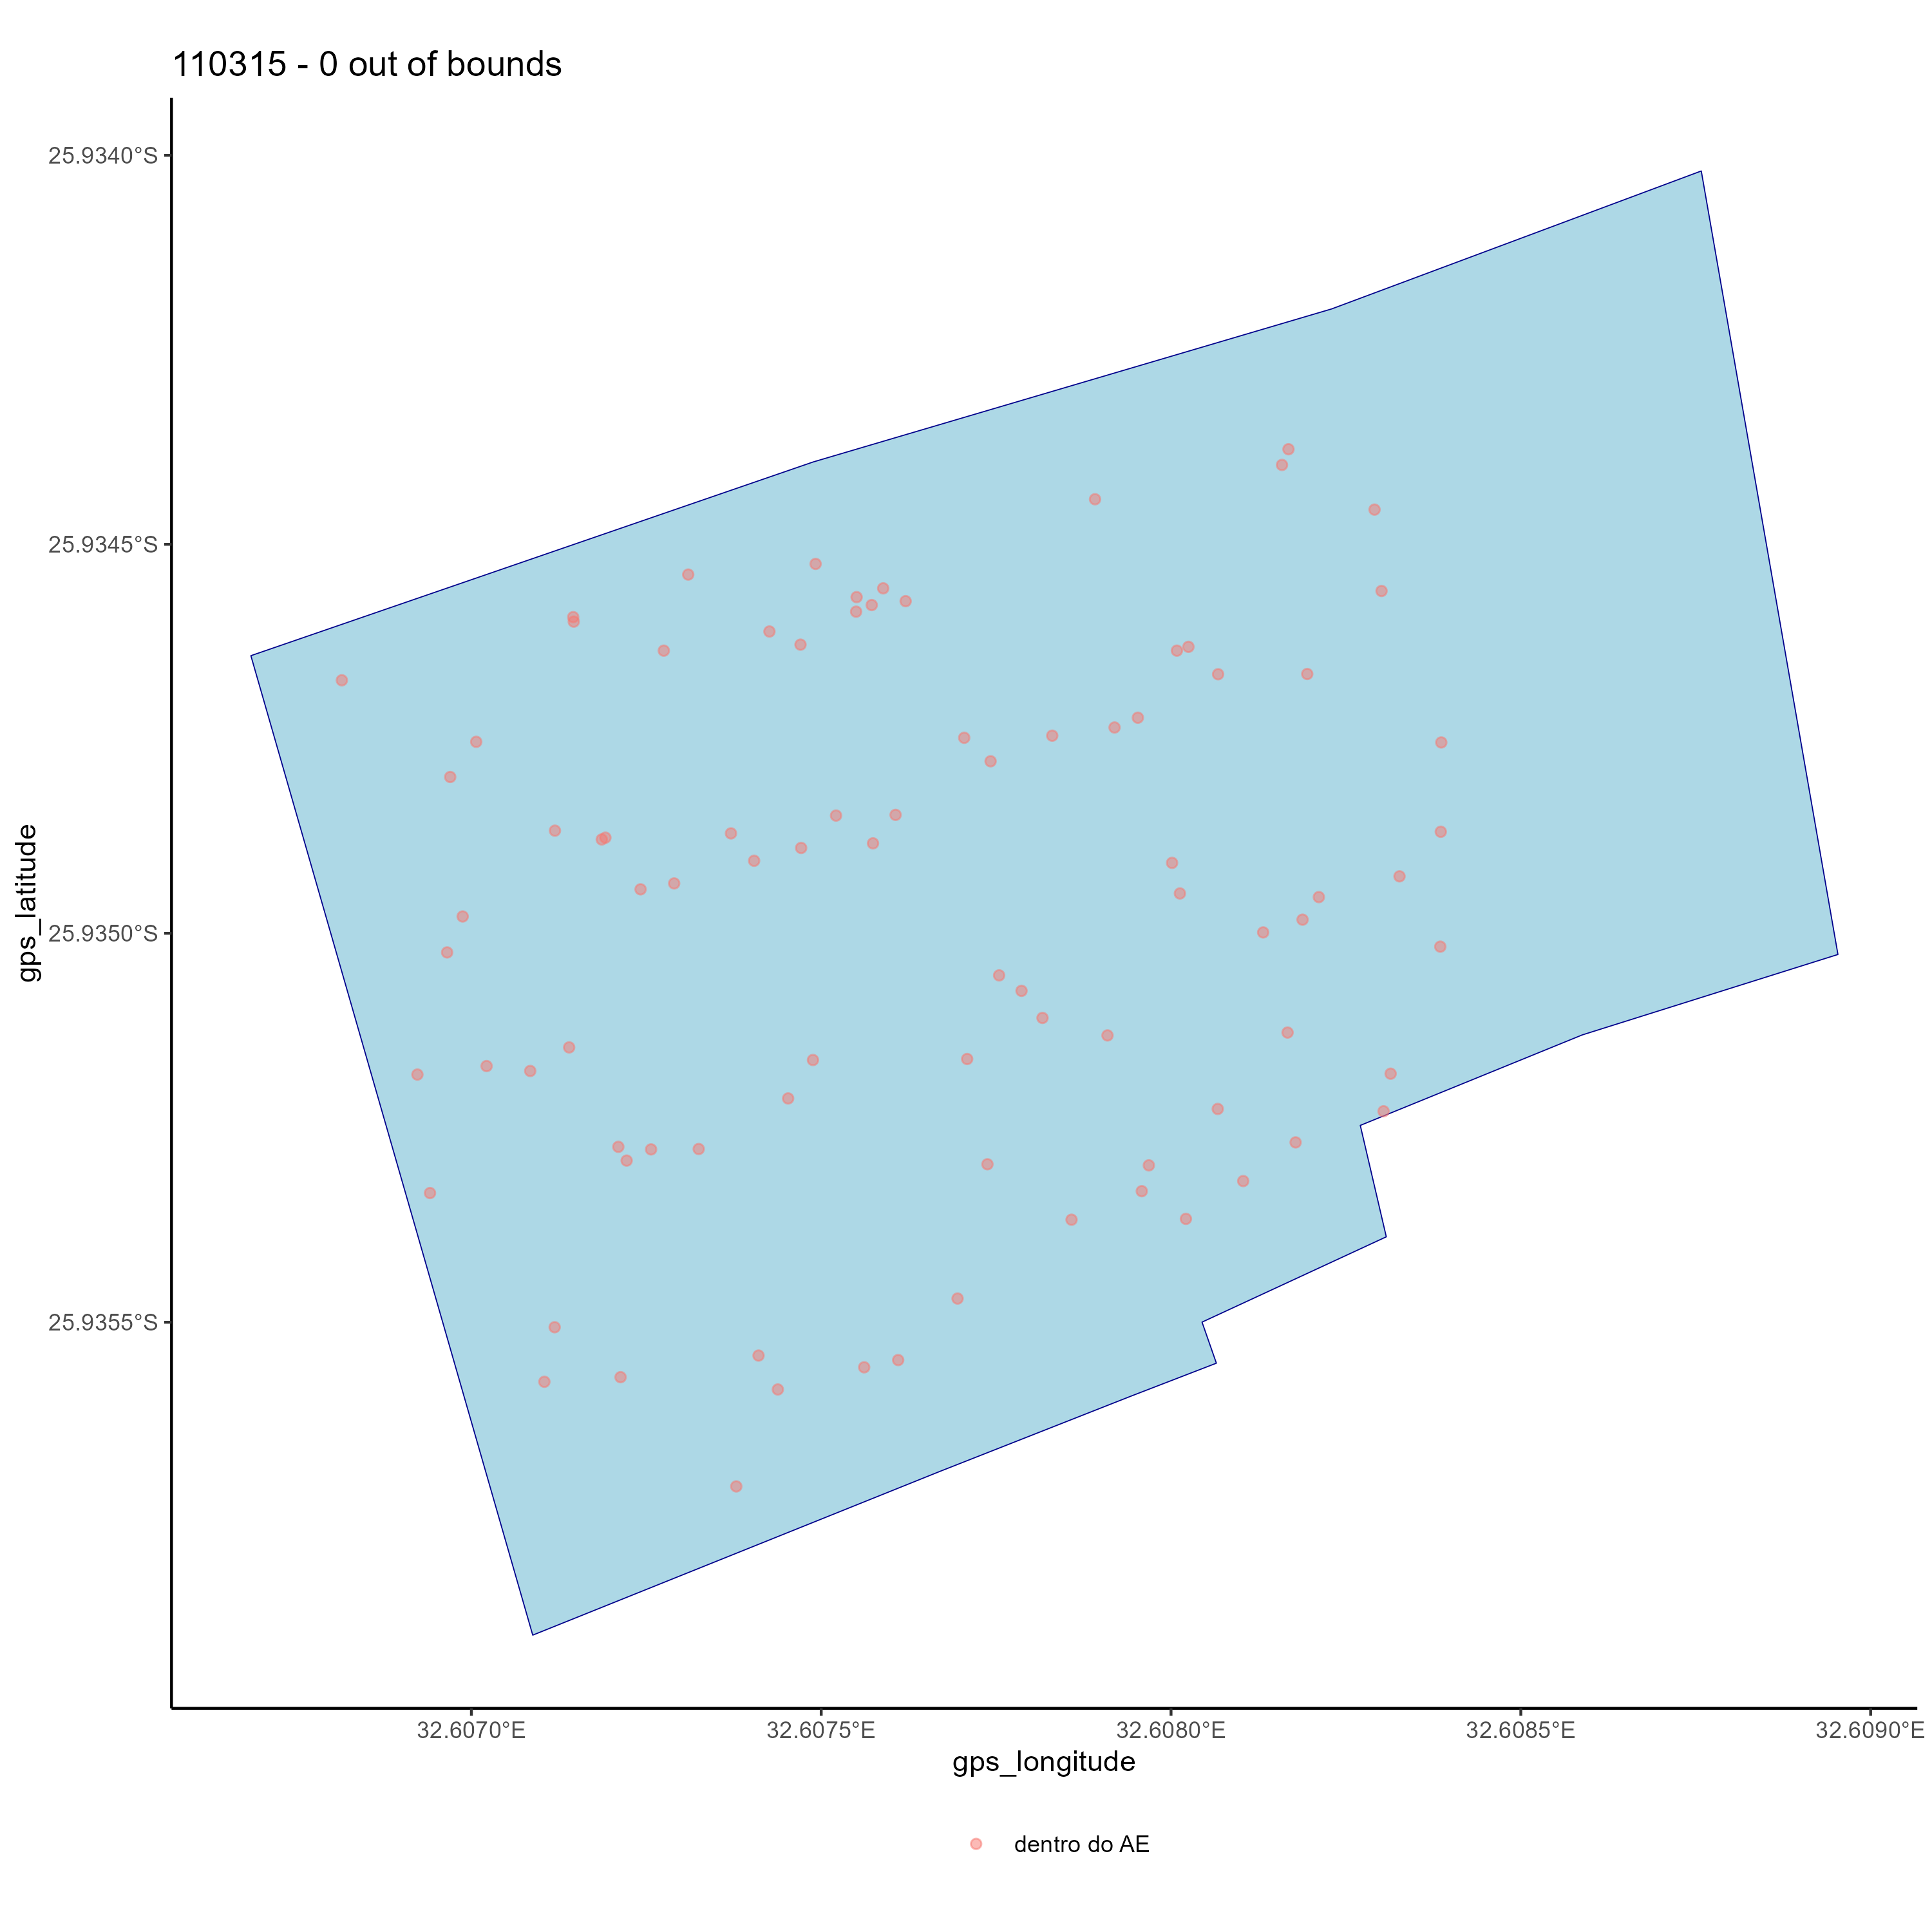 110315 - 0 out of bounds
25.9340°S
25.9345°S
25.9350°S
25.9355°S
gps_latitude
32.6070°E
32.6075°E
32.6080°E
32.6085°E
32.6090°E
gps_longitude
dentro do AE